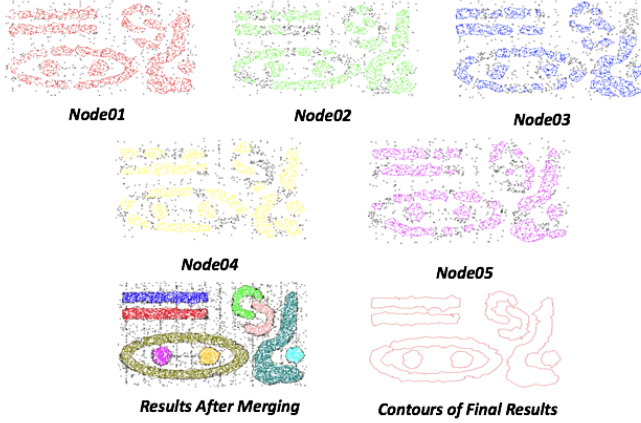 Node01
Node02
Node03
Node04
Node05
Results After Merging
Contours of Final Results